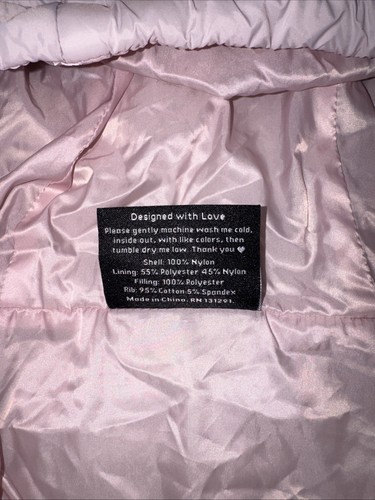 Designed with Love
Please gently machine wash me cold,
inside out, with like colors, then
tumble dry me low. Thank you ♥
Shell: 100% Nylon
Lining: 55% Polyester 45% Nylon
Filling: 100% Polyester
Rib: 95% Cotton 5% Spandex
Made in China. RN 131291.